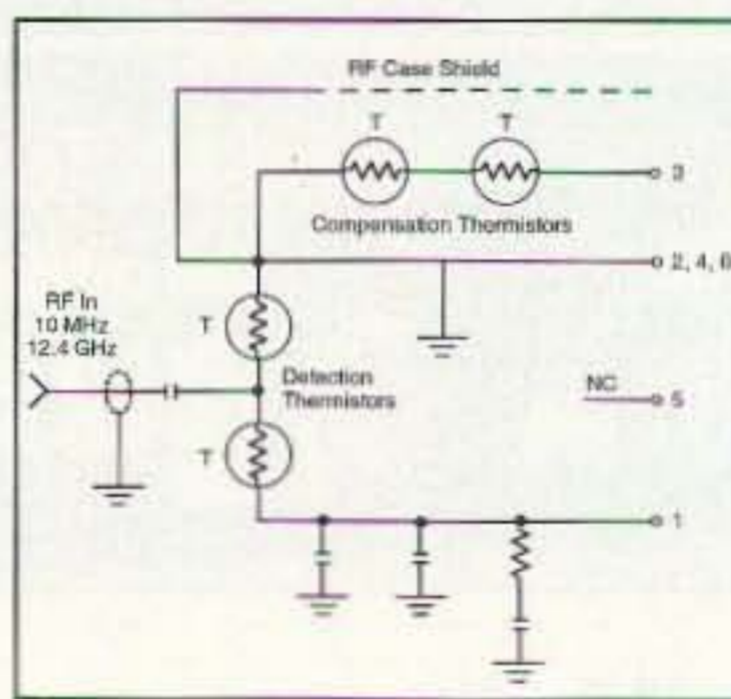 RF Case Shield
T
T
3
Compensation Thermistors
2, 4, 6
RF In
10 MHz
12.4 GHz
T
Detection
Thermistors
NC
5
T
1